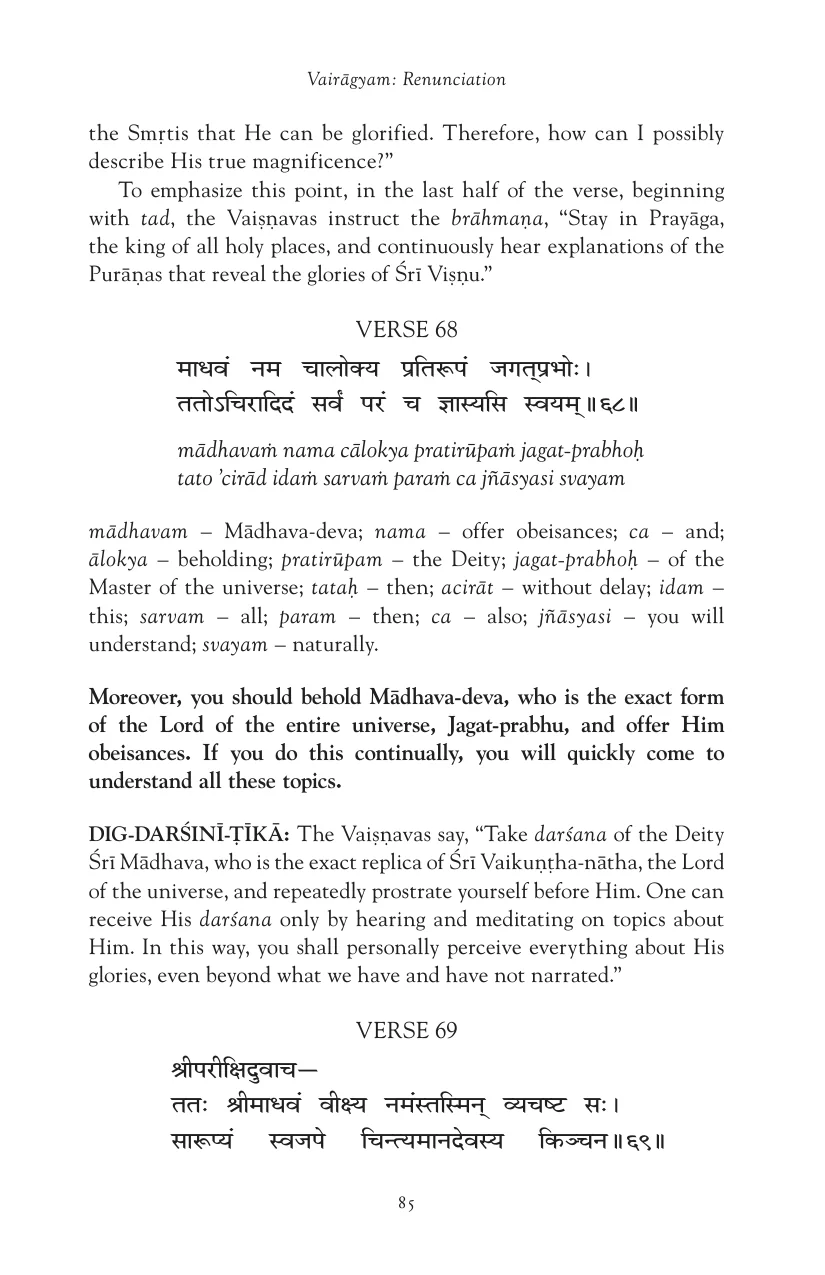 Vairāgyam: Renunciation
the Smṛtis that He can be glorified. Therefore, how can I possibly
describe His true magnificence?”
To emphasize this point, in the last half of the verse, beginning
with tad, the Vaiṣṇavas instruct the brāhmaṇa, “Stay in Prayāga,
the king of all holy places, and continuously hear explanations of the
Purāṇas that reveal the glories of Śrī Viṣṇu.”
VERSE 68
माधवं नम चालोक्य प्रतिरूपं जगत्प्रभोः।
ततोऽचिरादिदं सर्वं परं च ज्ञास्यसि स्वयम्॥६८॥
mādhavaṁ nama cālokya pratirūpaṁ jagat-prabhoḥ
tato ’cirād idaṁ sarvaṁ paraṁ ca jñāsyasi svayam
mādhavam – Mādhava-deva; nama – offer obeisances; ca – and;
ālokya – beholding; pratirūpam – the Deity; jagat-prabhoḥ – of the
Master of the universe; tataḥ – then; acirāt – without delay; idam –
this; sarvam – all; param – then; ca – also; jñāsyasi – you will
understand; svayam – naturally.
Moreover, you should behold Mādhava-deva, who is the exact form
of the Lord of the entire universe, Jagat-prabhu, and offer Him
obeisances. If you do this continually, you will quickly come to
understand all these topics.
DIG-DARŚINĪ-ṬĪKĀ: The Vaiṣṇavas say, “Take darśana of the Deity
Śrī Mādhava, who is the exact replica of Śrī Vaikuṇṭha-nātha, the Lord
of the universe, and repeatedly prostrate yourself before Him. One can
receive His darśana only by hearing and meditating on topics about
Him. In this way, you shall personally perceive everything about His
glories, even beyond what we have and have not narrated.”
VERSE 69
श्रीपरीक्षिदुवाच—
ततः श्रीमाधवं वीक्ष्य नमंस्तस्मिन् व्यचष्ट सः।
सारूप्यं स्वजपे चिन्त्यमानदेवस्य किञ्चन॥६९॥
85